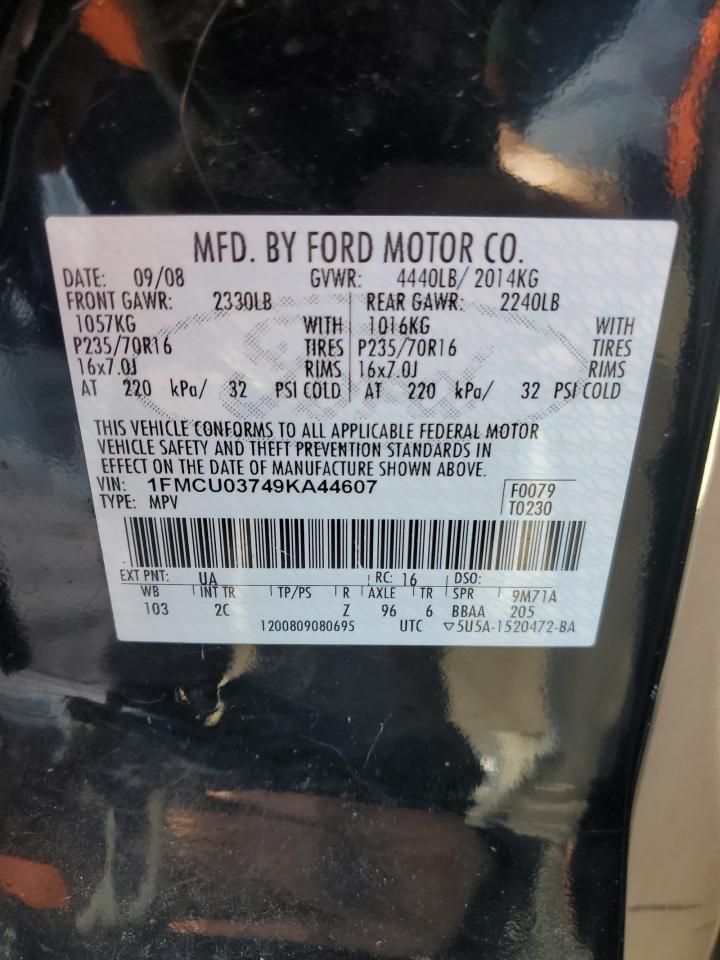 MFD. BY FORD MOTOR CO.
DATE: 09/08 GVWR: 4440LB/ 2014KG
FRONT GAWR: 2330LB REAR GAWR: 2240LB
1057KG WITH 1016KG WITH
P235/70R16 TIRES P235/70R16 TIRES
16x7.0J RIMS 16x7.0J RIMS
AT 220 kPa/ 32 PSI COLD AT 220 kPa/ 32 PSI COLD
THIS VEHICLE CONFORMS TO ALL APPLICABLE FEDERAL MOTOR
VEHICLE SAFETY AND THEFT PREVENTION STANDARDS IN
EFFECT ON THE DATE OF MANUFACTURE SHOWN ABOVE.
VIN: 1FMCU03749KA44607 F0079
TYPE: MPV T0230
EXT PNT: UA RC: 16 DSO:
WB INT TR TP/PS R AXLE TR SPR 9M71A
103 2C Z 96 6 BBAA 205
1200809080695 UTC ▽5U5A-1520472-BA